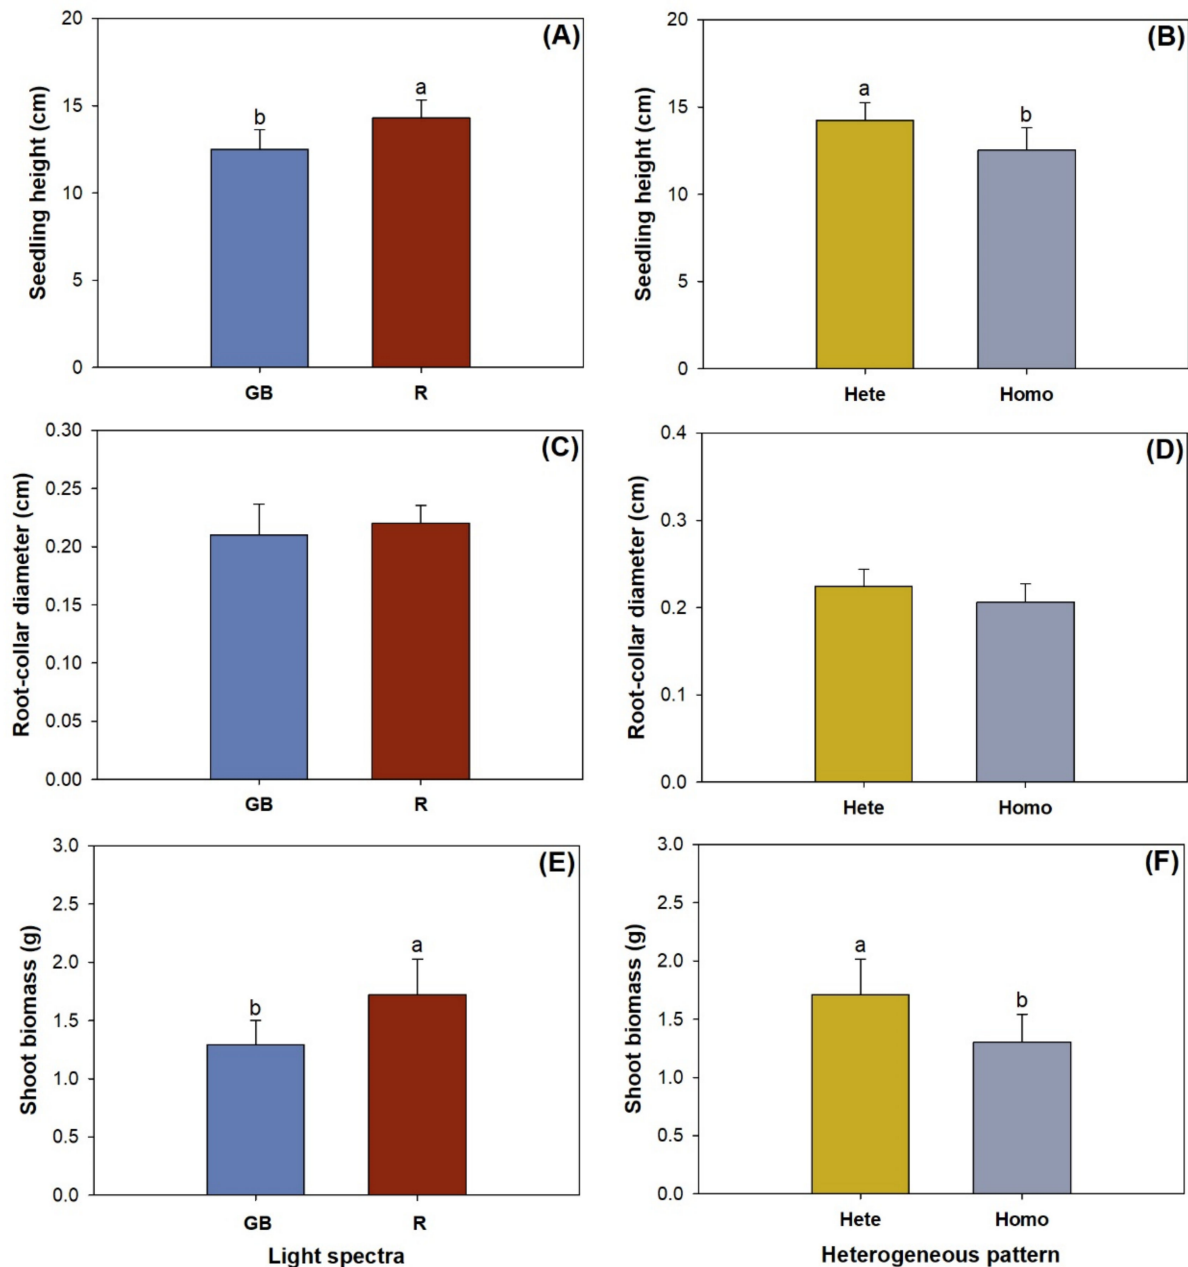 (A)
20
15
10
5
0
Seedling height (cm)
b
a
GB
R
(B)
20
15
10
5
0
Seedling height (cm)
a
b
Hete
Homo
(C)
0.30
0.25
0.20
0.15
0.10
0.05
0.00
Root-collar diameter (cm)
GB
R
(D)
0.4
0.3
0.2
0.1
0.0
Root-collar diameter (cm)
Hete
Homo
(E)
3.0
2.5
2.0
1.5
1.0
0.5
0.0
Shoot biomass (g)
b
a
GB
R
Light spectra
(F)
3.0
2.5
2.0
1.5
1.0
0.5
0.0
Shoot biomass (g)
a
b
Hete
Homo
Heterogeneous pattern